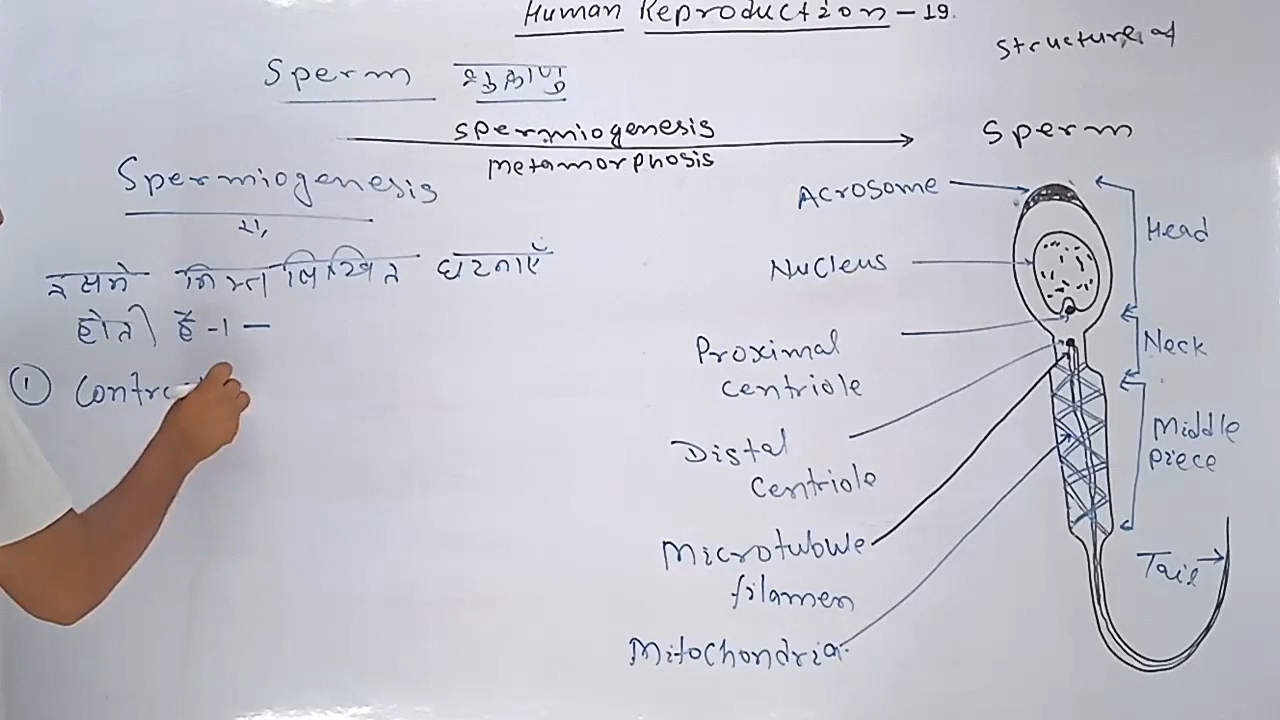 Human Reproduction - 19.
Structure of
Sperm शुक्राणु
Sperm
spermiogenesis
metamorphosis
Spermiogenesis
इसमे निम्नलिखित घटनाएँ
होती है -1 -
① Contra
Acrosome
Nucleus
Proximal
centriole
Distal
centriole
Microtubule
filamen
Mitochondria
Head
Neck
Middle
piece
Tail